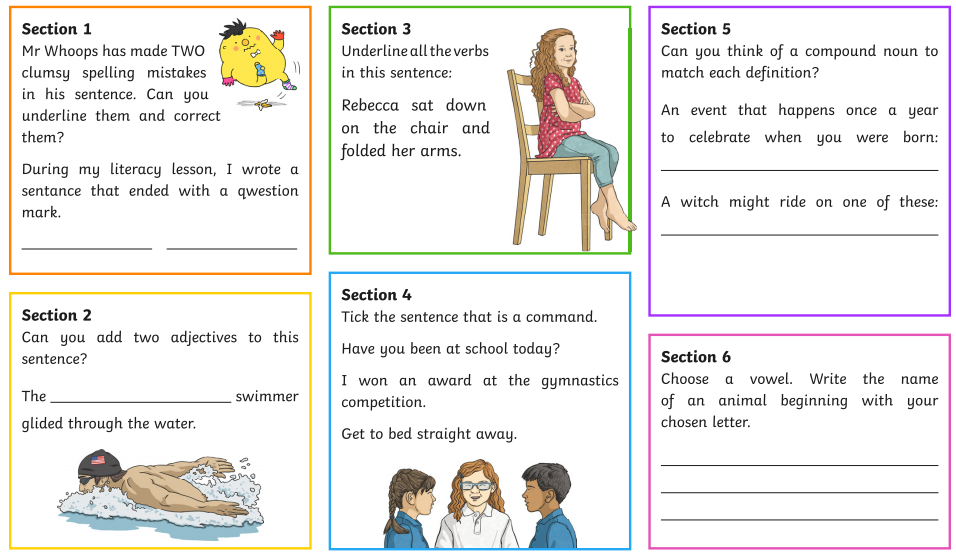 Section 1
Mr Whoops has made TWO
clumsy spelling mistakes
in his sentence. Can you
underline them and correct
them?
During my literacy lesson, I wrote a
sentance that ended with a qwestion
mark.
Section 2
Can you add two adjectives to this
sentence?
The ____________________ swimmer
glided through the water.
Section 3
Underline all the verbs
in this sentence:
Rebecca sat down
on the chair and
folded her arms.
Section 4
Tick the sentence that is a command.
Have you been at school today?
I won an award at the gymnastics
competition.
Get to bed straight away.
Section 5
Can you think of a compound noun to
match each definition?
An event that happens once a year
to celebrate when you were born:
A witch might ride on one of these:
Section 6
Choose a vowel. Write the name
of an animal beginning with your
chosen letter.